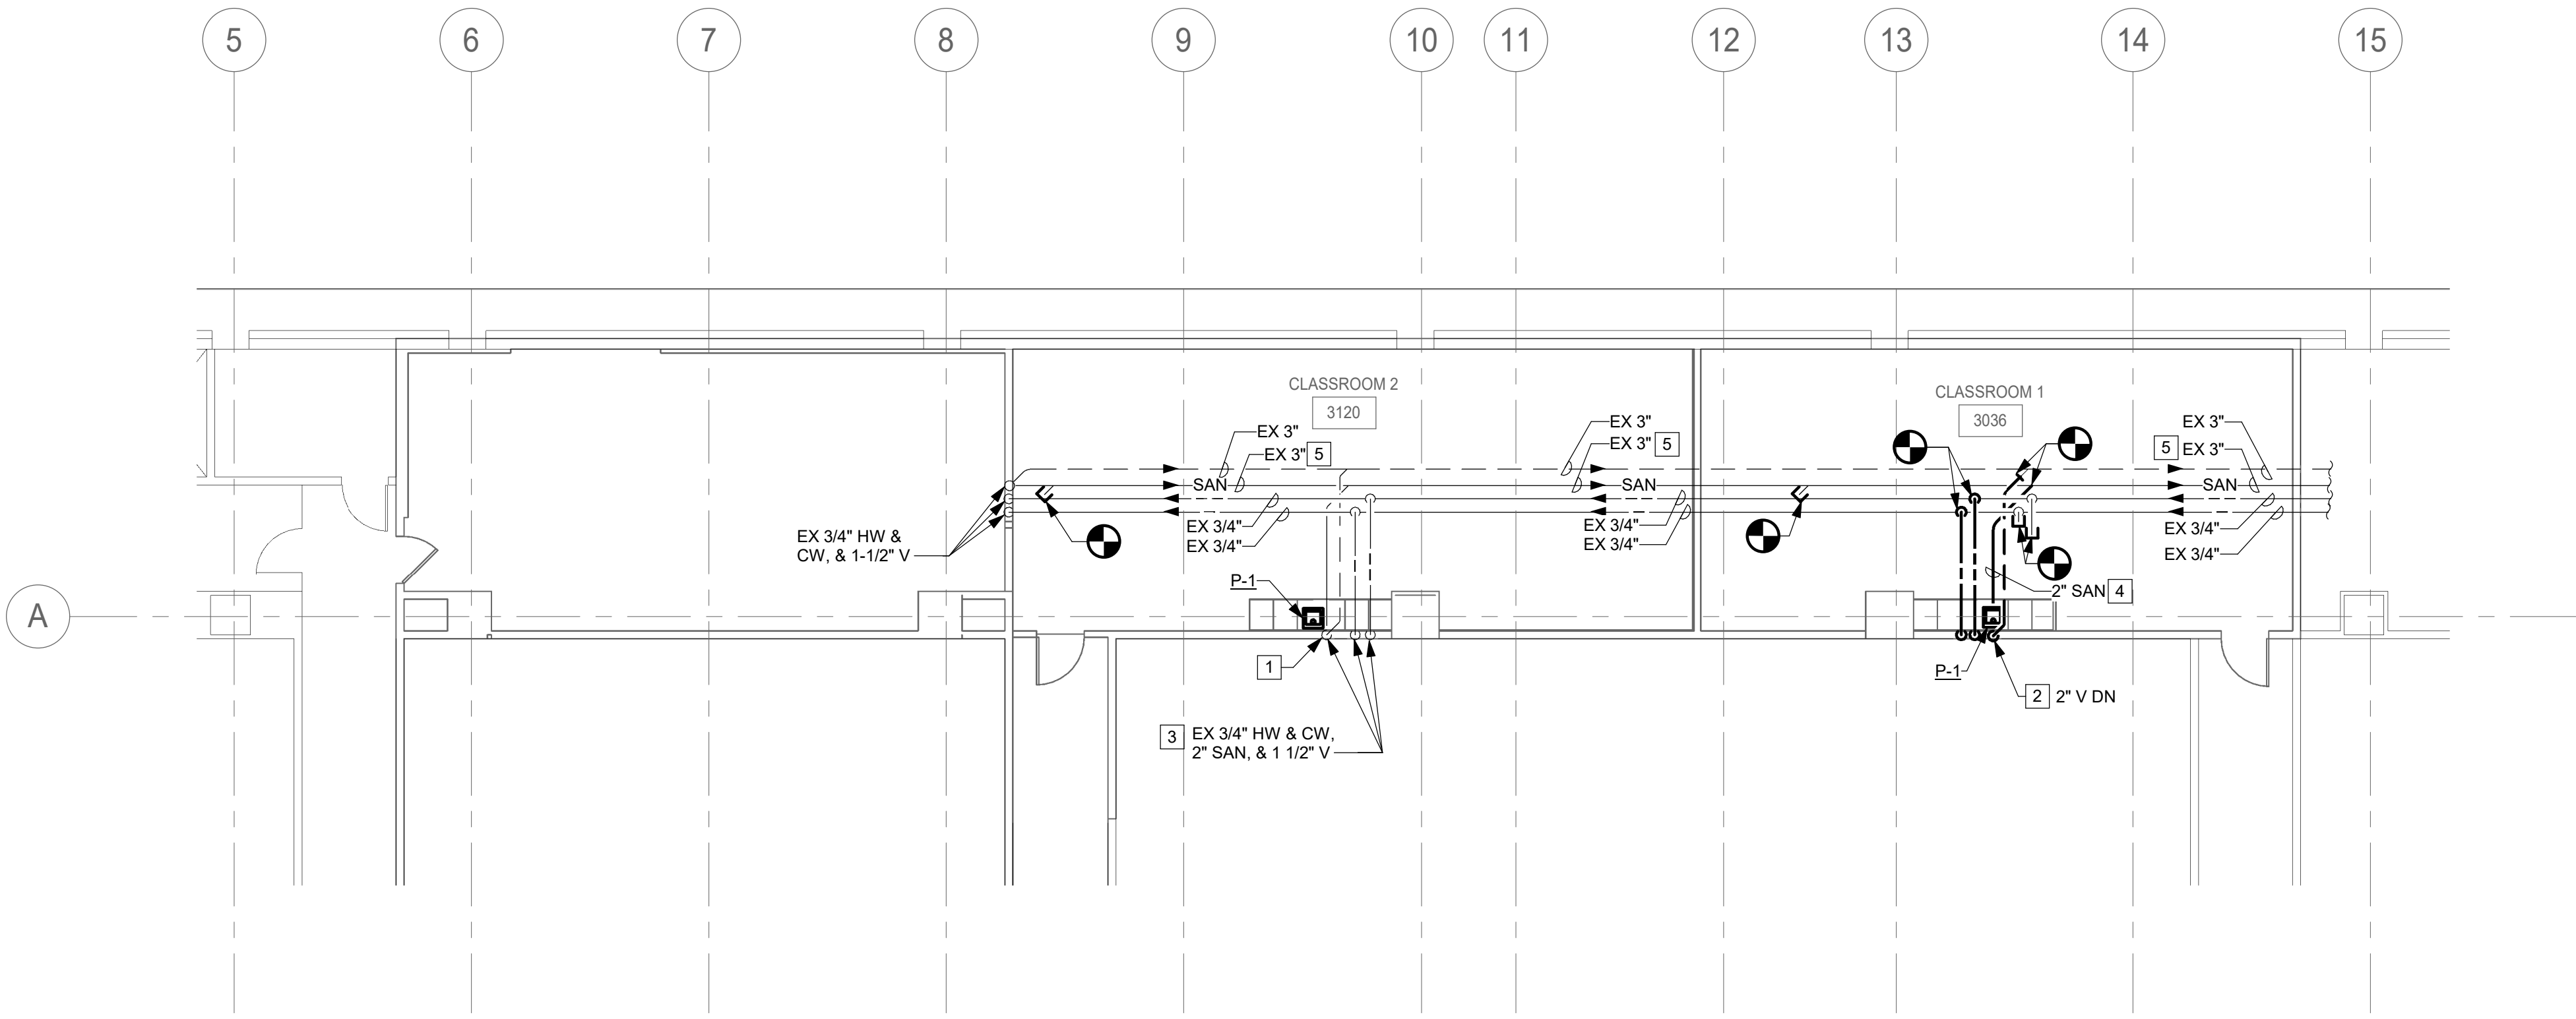 5
6
7
8
9
10
11
12
13
14
15
A
CLASSROOM 2
3120
CLASSROOM 1
3036
EX 3"
EX 3" 5
EX 3"
EX 3" 5
EX 3"
5 EX 3"
SAN
SAN
SAN
EX 3/4"
EX 3/4"
EX 3/4"
EX 3/4"
EX 3/4"
EX 3/4"
EX 3/4" HW &
CW, & 1-1/2" V
P-1
2" SAN 4
1
P-1
2 2" V DN
3 EX 3/4" HW & CW,
2" SAN, & 1 1/2" V